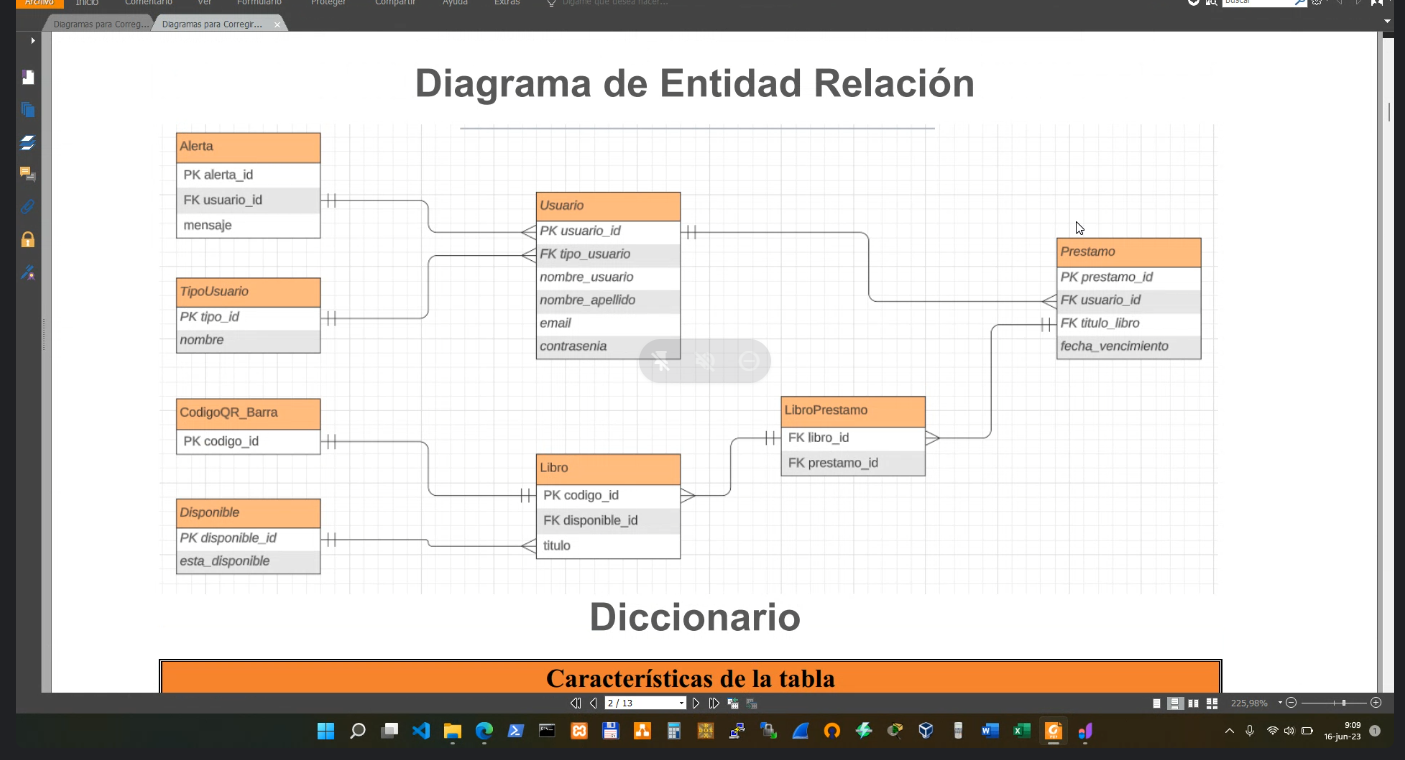 Archivo Inicio Comentario Ver Formulario Proteger Compartir Ayuda Extras Dígame qué desea hacer... Buscar
Diagramas para Correg... Diagramas para Corregir...
Diagrama de Entidad Relación
Alerta
PK alerta_id
FK usuario_id
mensaje
TipoUsuario
PK tipo_id
nombre
CodigoQR_Barra
PK codigo_id
Disponible
PK disponible_id
esta_disponible
Usuario
PK usuario_id
FK tipo_usuario
nombre_usuario
nombre_apellido
email
contrasenia
Libro
PK codigo_id
FK disponible_id
titulo
LibroPrestamo
FK libro_id
FK prestamo_id
Prestamo
PK prestamo_id
FK usuario_id
FK titulo_libro
fecha_vencimiento
Diccionario
Características de la tabla
2 / 13
225,98%
9:09
16-jun-23
1